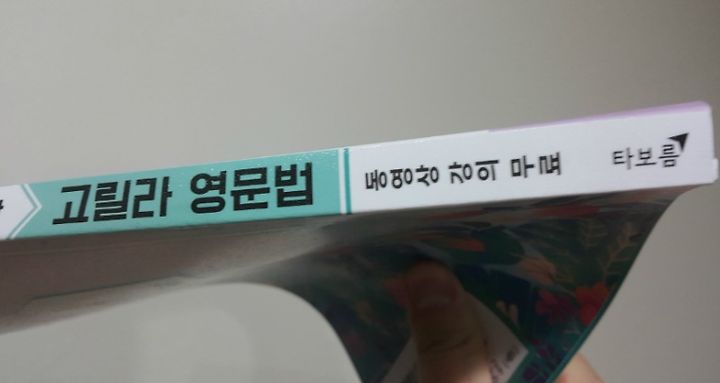 고릴라 영문법
동영상 강의 무료
타보름